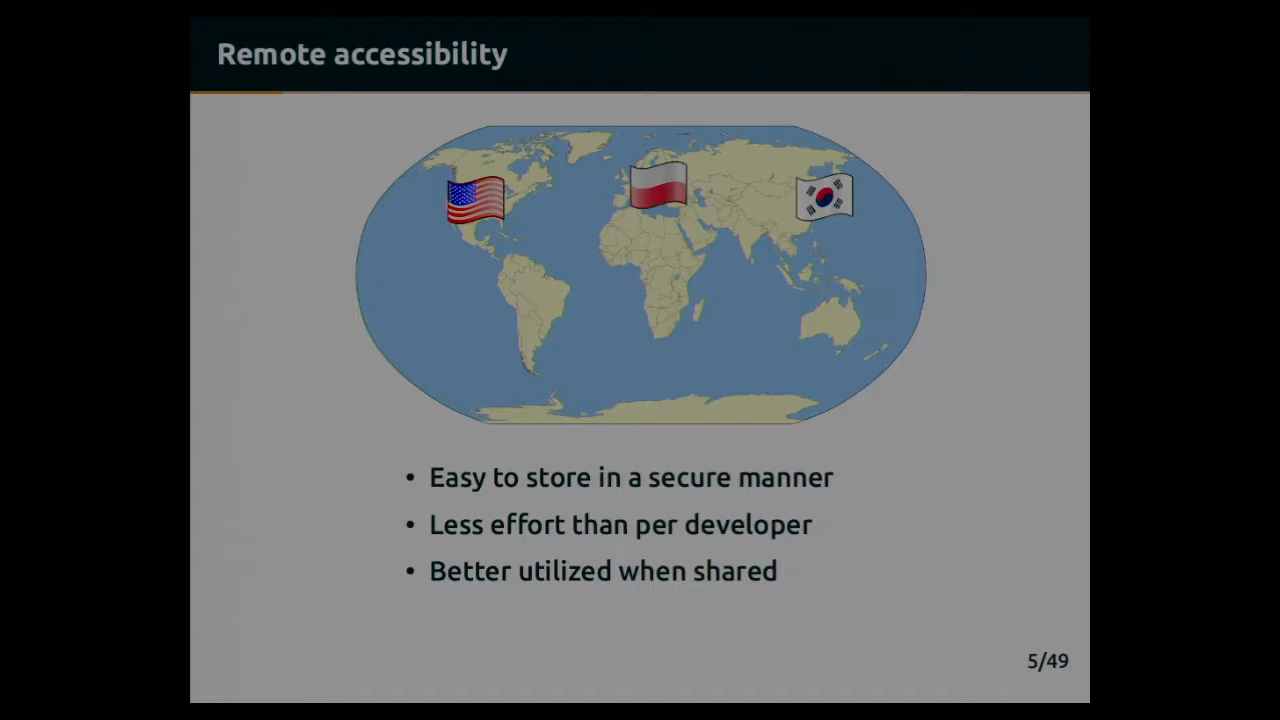 Remote accessibility
• Easy to store in a secure manner
• Less effort than per developer
• Better utilized when shared
5/49